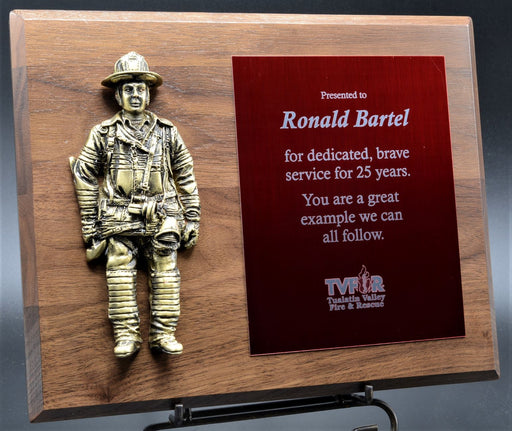 Presented to
Ronald Bartel
for dedicated, brave
service for 25 years.
You are a great
example we can
all follow.
TVF&R
Tualatin Valley
Fire & Rescue